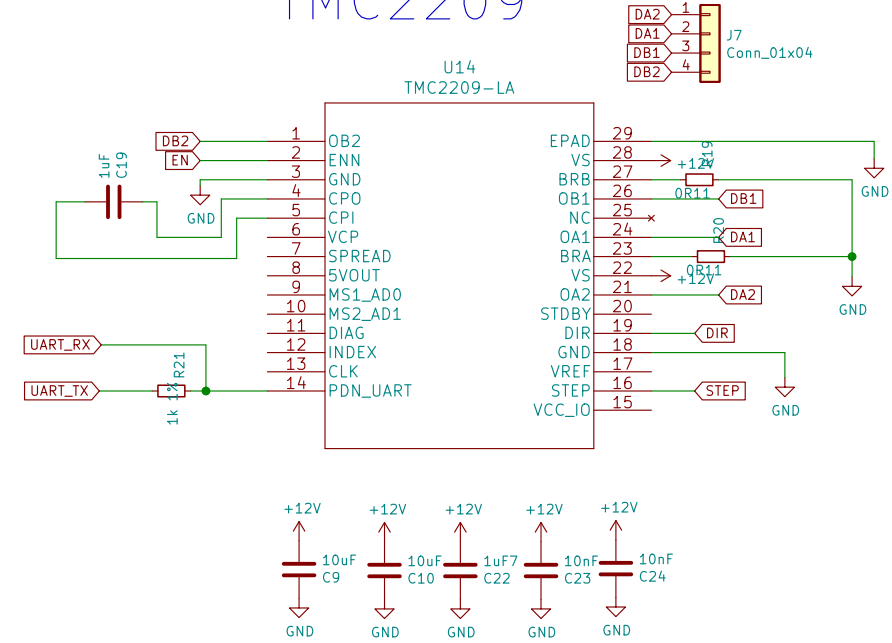 TMC2209
DA2 1
DA1 2
DB1 3
DB2 4
J7
Conn_01x04
U14
TMC2209-LA
DB2 1 OB2
EN 2 ENN
3 GND
4 CPO
5 CPI
6 VCP
7 SPREAD
8 5VOUT
9 MS1_AD0
10 MS2_AD1
11 DIAG
12 INDEX
13 CLK
14 PDN_UART
1uF
C19
GND
UART_RX
UART_TX
R21
1k 1%
EPAD 29
VS 28 +12V
BRB 27
OB1 26 DB1
NC 25
OA1 24 DA1
BRA 23
VS 22 +12V
OA2 21 DA2
STDBY 20
DIR 19 DIR
GND 18
VREF 17
STEP 16 STEP
VCC_IO 15
R19
0R11
R20
0R11
GND
GND
GND
+12V +12V +12V +12V +12V
10uF 10uF 1uF7 10nF 10nF
C9 C10 C22 C23 C24
GND GND GND GND GND